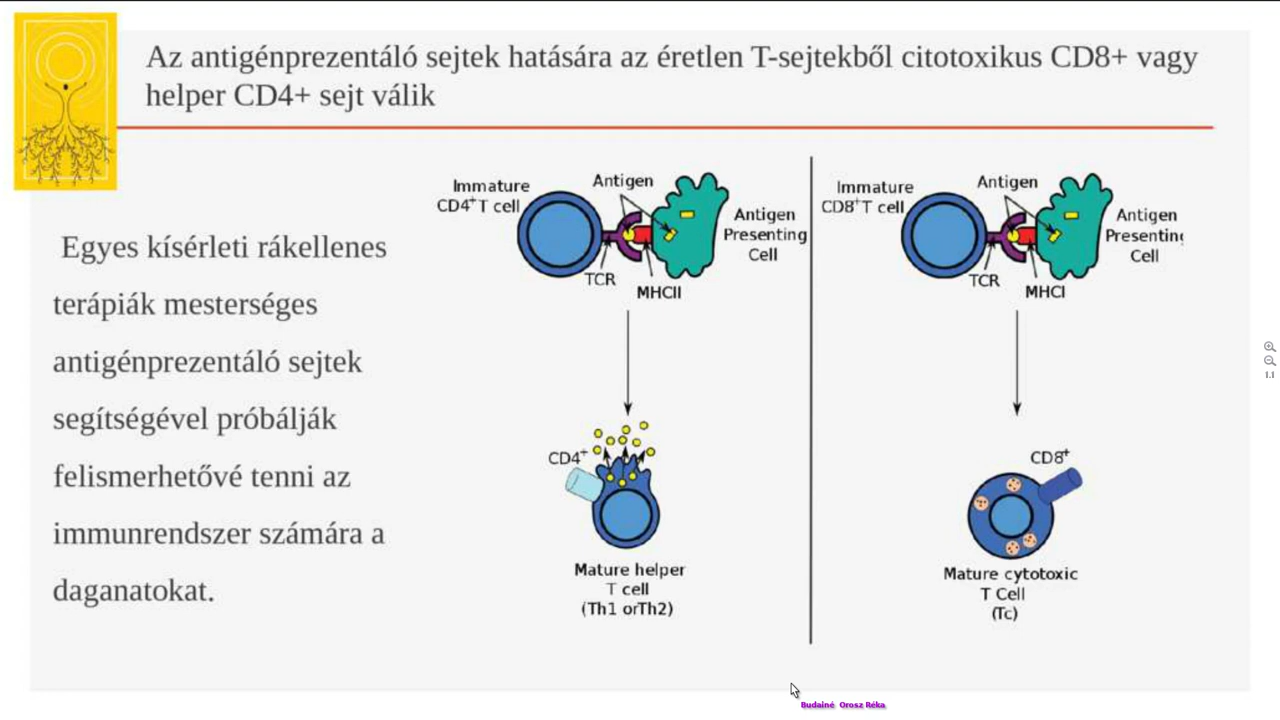 Az antigénprezentáló sejtek hatására az éretlen T-sejtekből citotoxikus CD8+ vagy
helper CD4+ sejt válik
Egyes kísérleti rákellenes
terápiák mesterséges
antigénprezentáló sejtek
segítségével próbálják
felismerhetővé tenni az
immunrendszer számára a
daganatokat.
Immature
CD4+T cell
Antigen
Antigen
Presenting
Cell
TCR
MHCII
CD4+
Mature helper
T cell
(Th1 orTh2)
Immature
CD8+T cell
Antigen
Antigen
Presenting
Cell
TCR
MHCI
CD8+
Mature cytotoxic
T Cell
(Tc)
1:1
Budainé Orosz Réka